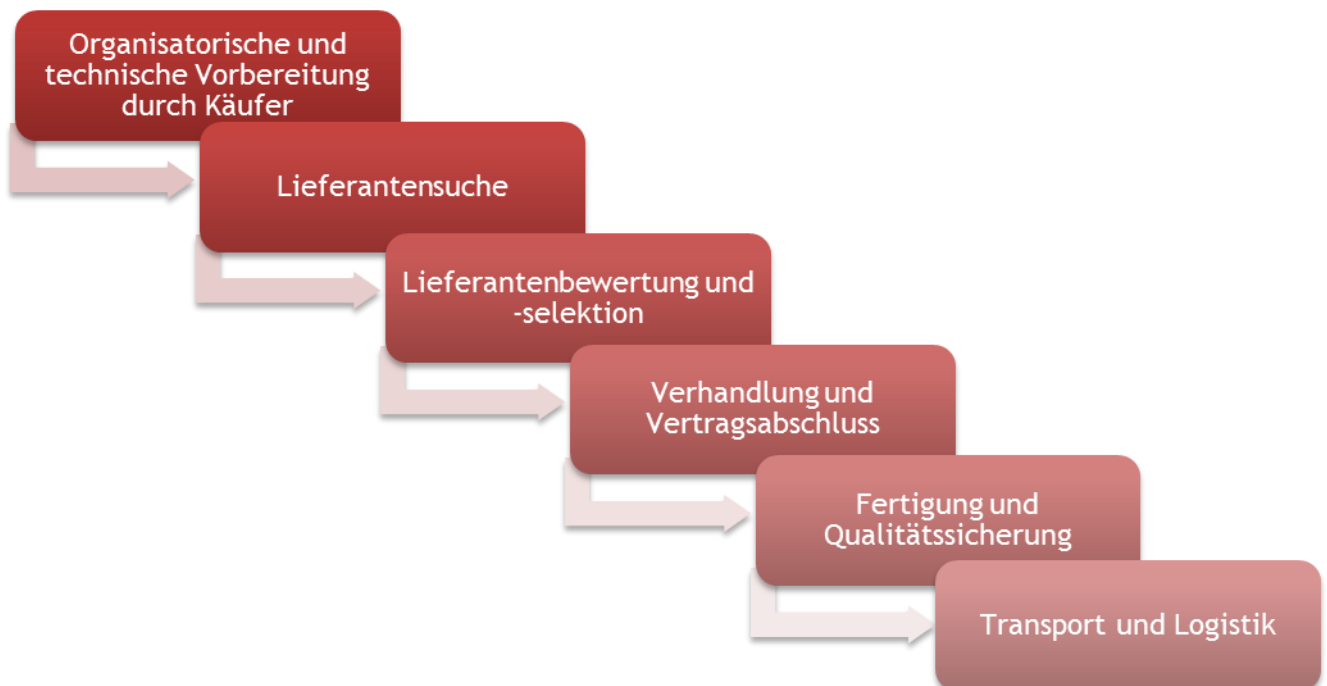 Organisatorische und
technische Vorbereitung
durch Käufer
Lieferantensuche
Lieferantenbewertung und
-selektion
Verhandlung und
Vertragsabschluss
Fertigung und
Qualitätssicherung
Transport und Logistik